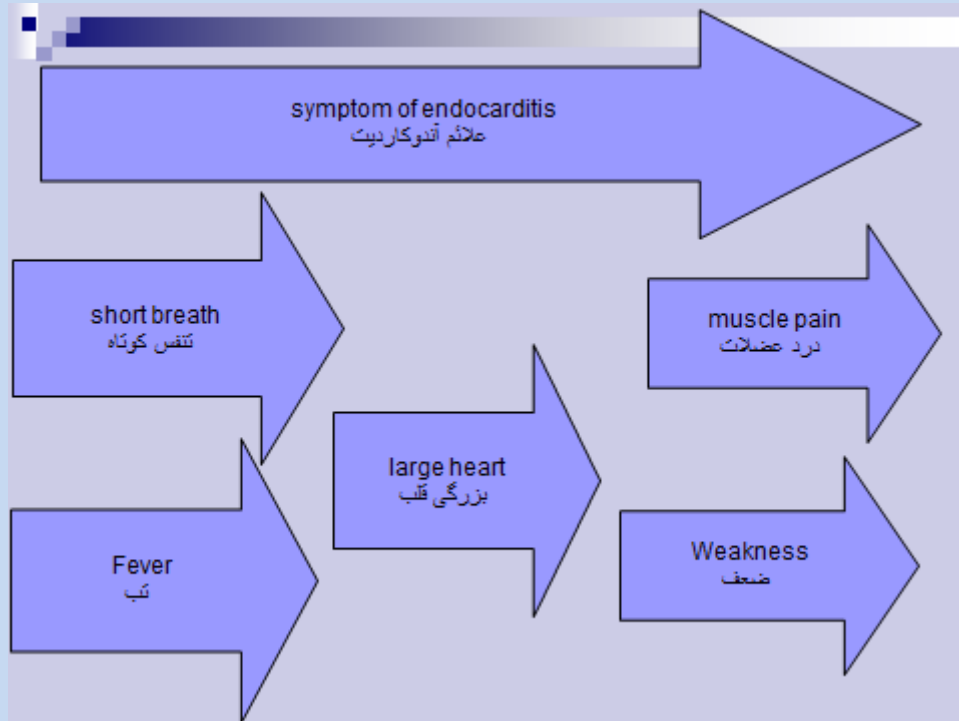 symptom of endocarditis
علائم آندوکاردیت
short breath
تنفس کوتاه
muscle pain
درد عضلات
large heart
بزرگی قلب
Fever
تب
Weakness
ضعف